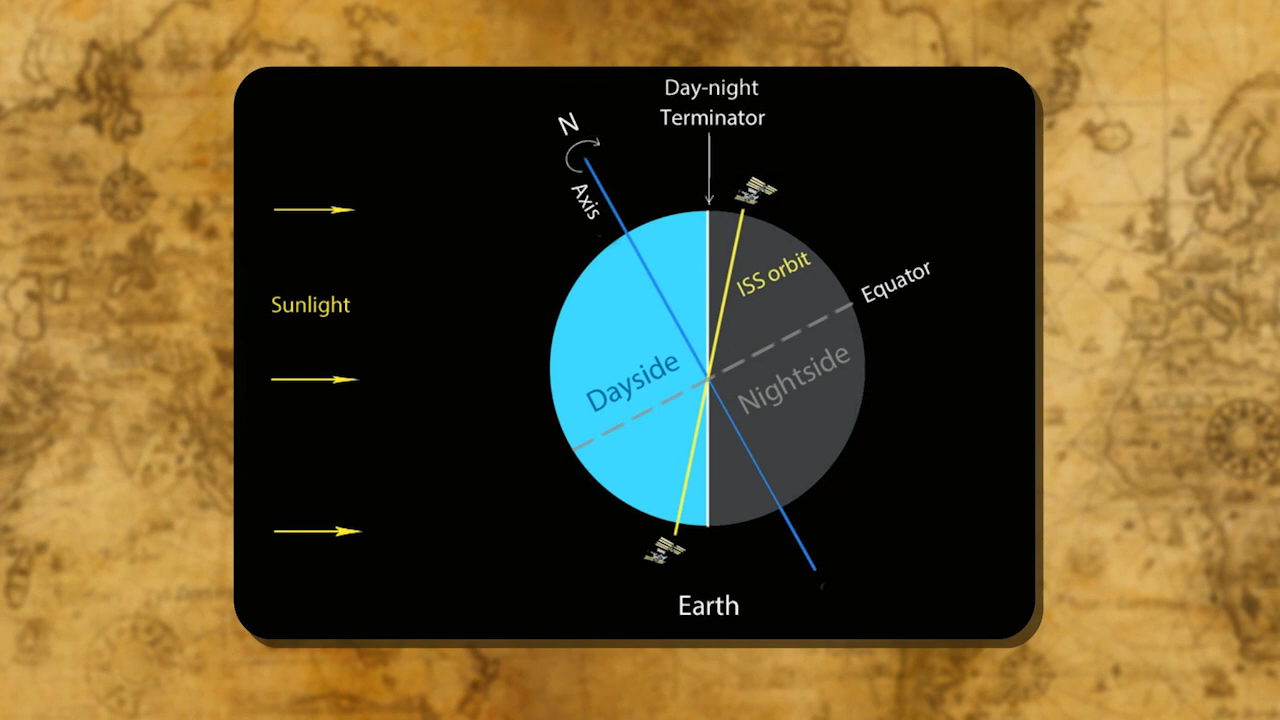 Day-night
Terminator
N
Axis
ISS orbit
Equator
Sunlight
Dayside
Nightside
Earth